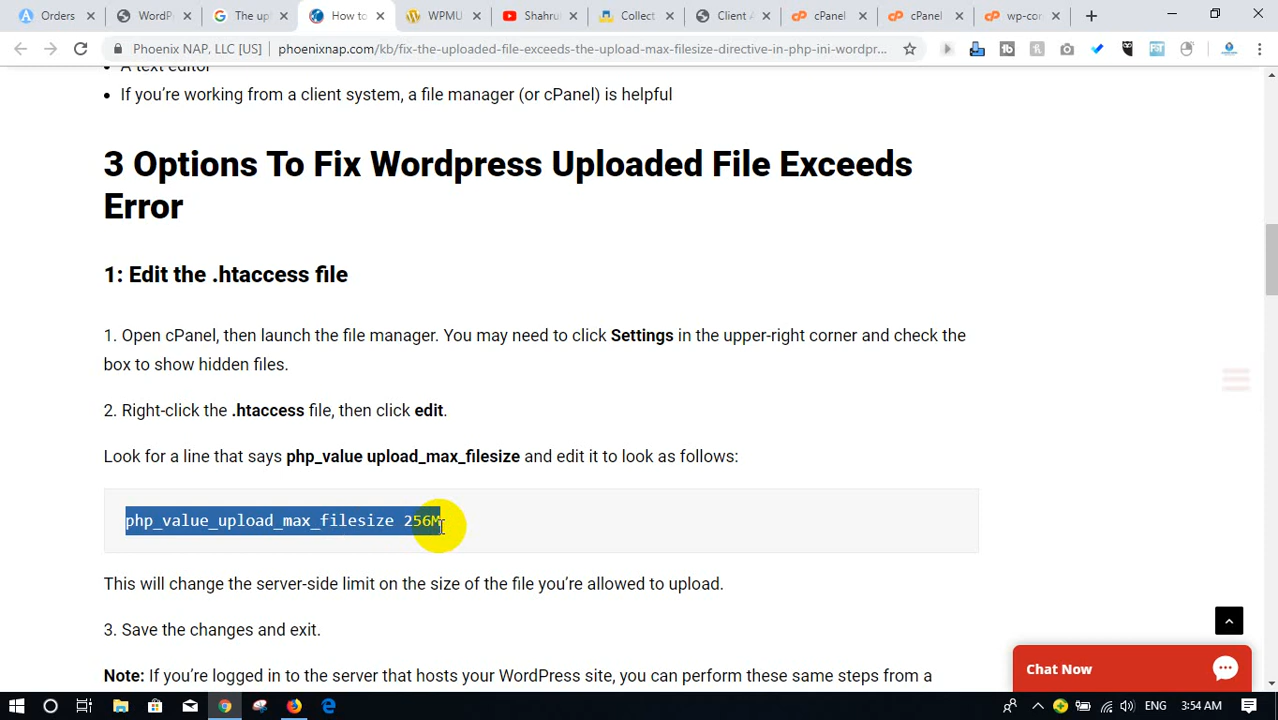 Orders
WordP
The up
How to
WPMU
Shahru
Collect
Client A
cPanel
cPanel
wp-con
Phoenix NAP, LLC [US]
phoenixnap.com/kb/fix-the-uploaded-file-exceeds-the-upload-max-filesize-directive-in-php-ini-wordpr...
A text editor
If you're working from a client system, a file manager (or cPanel) is helpful
3 Options To Fix Wordpress Uploaded File Exceeds
Error
1: Edit the .htaccess file
1. Open cPanel, then launch the file manager. You may need to click Settings in the upper-right corner and check the
box to show hidden files.
2. Right-click the .htaccess file, then click edit.
Look for a line that says php_value upload_max_filesize and edit it to look as follows:
php_value_upload_max_filesize 256M
This will change the server-side limit on the size of the file you're allowed to upload.
3. Save the changes and exit.
Note: If you're logged in to the server that hosts your WordPress site, you can perform these same steps from a
Chat Now
ENG
3:54 AM